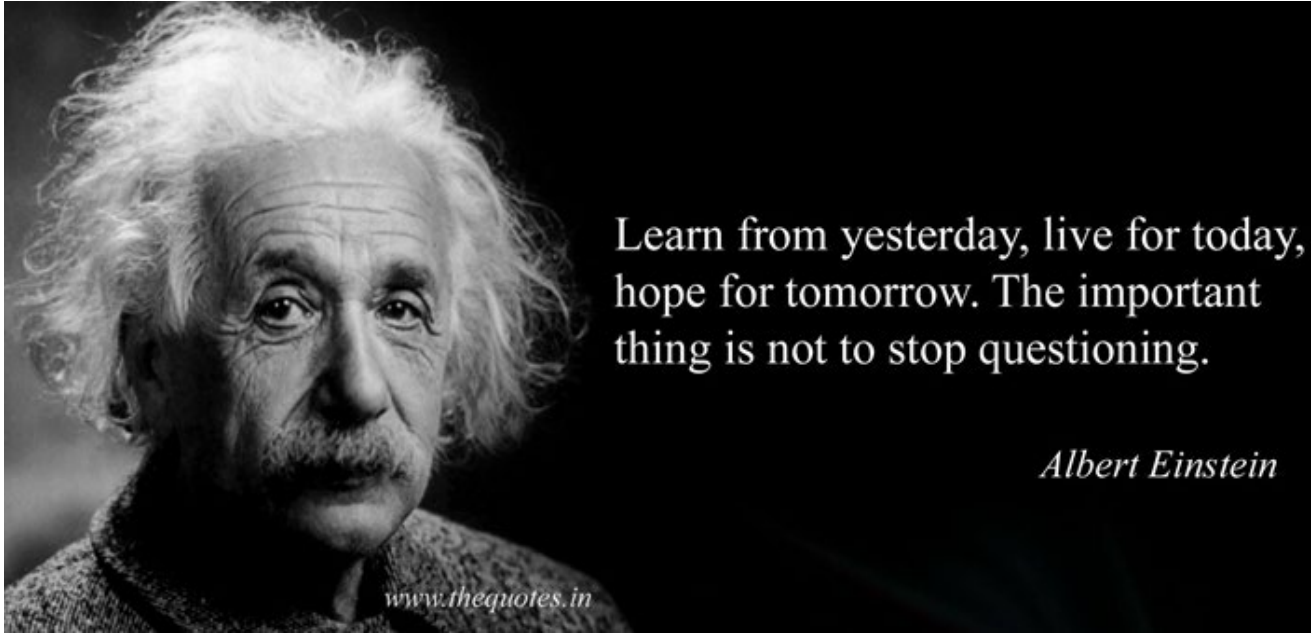 Learn from yesterday, live for today,
hope for tomorrow. The important
thing is not to stop questioning.
Albert Einstein
www.thequotes.in